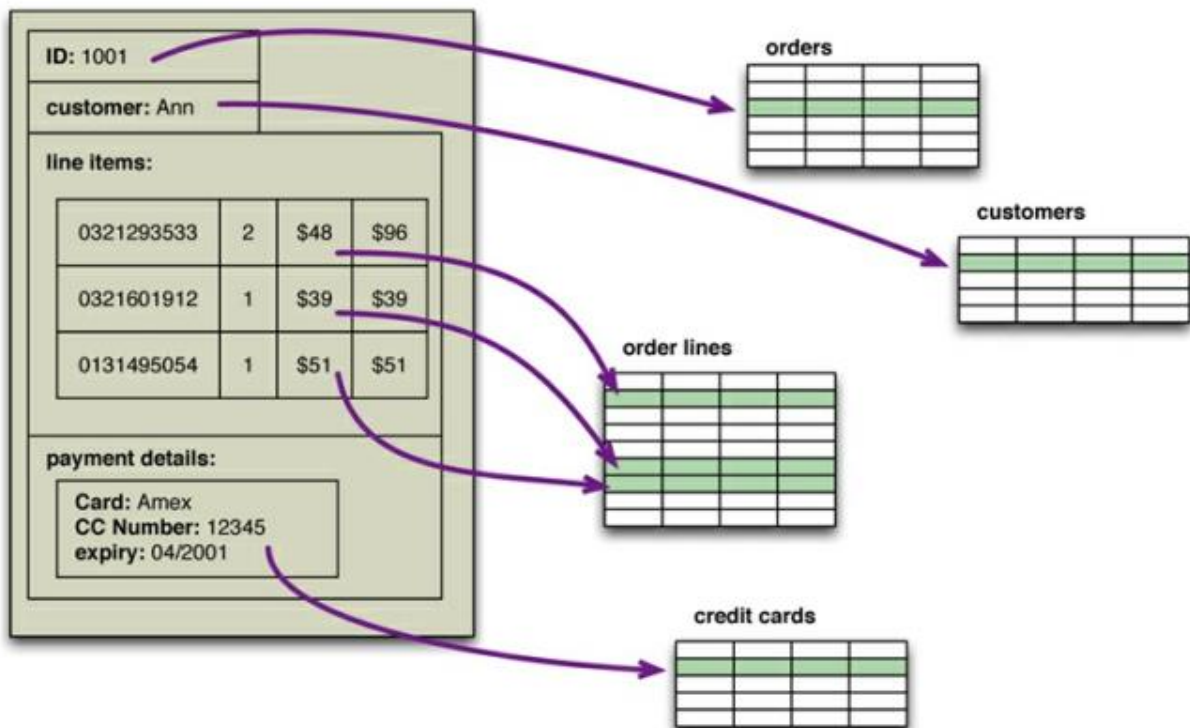 ID: 1001
customer: Ann
line items:
0321293533 2 $48 $96
0321601912 1 $39 $39
0131495054 1 $51 $51
payment details:
Card: Amex
CC Number: 12345
expiry: 04/2001
orders
customers
order lines
credit cards